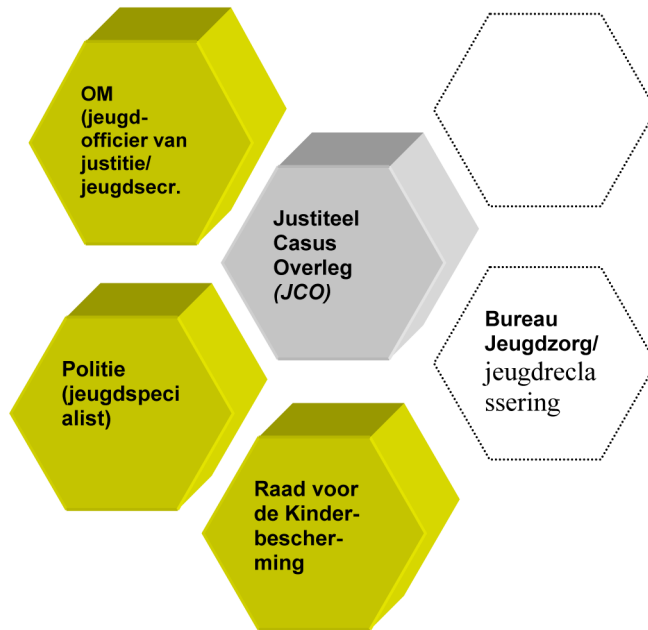 OM
(jeugd-
officier van
justitie/
jeugdsecr.
Justitieel
Casus
Overleg
(JCO)
Bureau
Jeugdzorg/
jeugdrecla
ssering
Politie
(jeugdspeci
alist)
Raad voor
de Kinder-
bescher-
ming